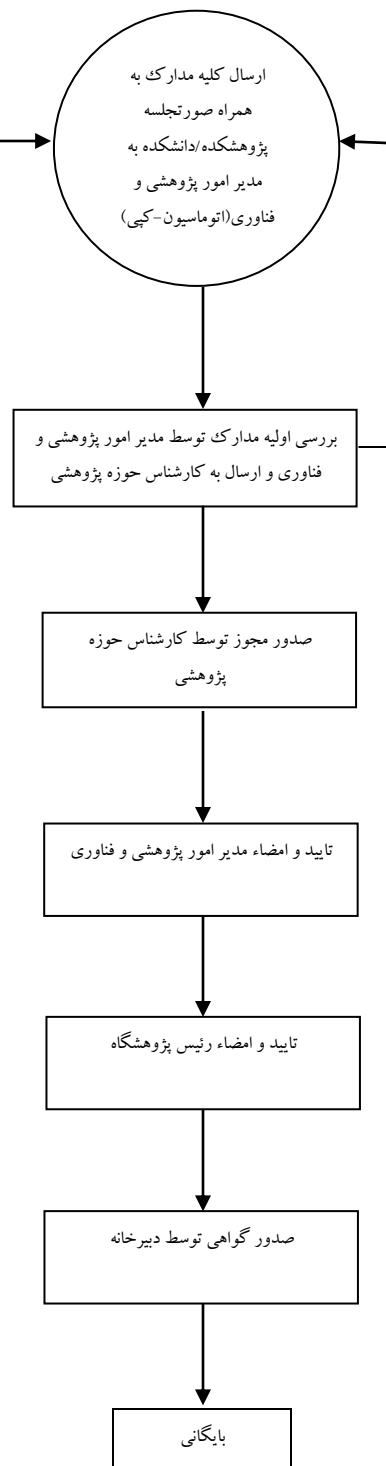 ارسال کلیه مدارک به
همراه صورتجلسه
پژوهشکده/دانشکده به
مدیر امور پژوهشی و
فناوری(اتوماسیون-کپی)
بررسی اولیه مدارک توسط مدیر امور پژوهشی و
فناوری و ارسال به کارشناس حوزه پژوهشی
صدور مجوز توسط کارشناس حوزه
پژوهشی
تایید و امضاء مدیر امور پژوهشی و فناوری
تایید و امضاء رئیس پژوهشگاه
صدور گواهی توسط دبیرخانه
بایگانی